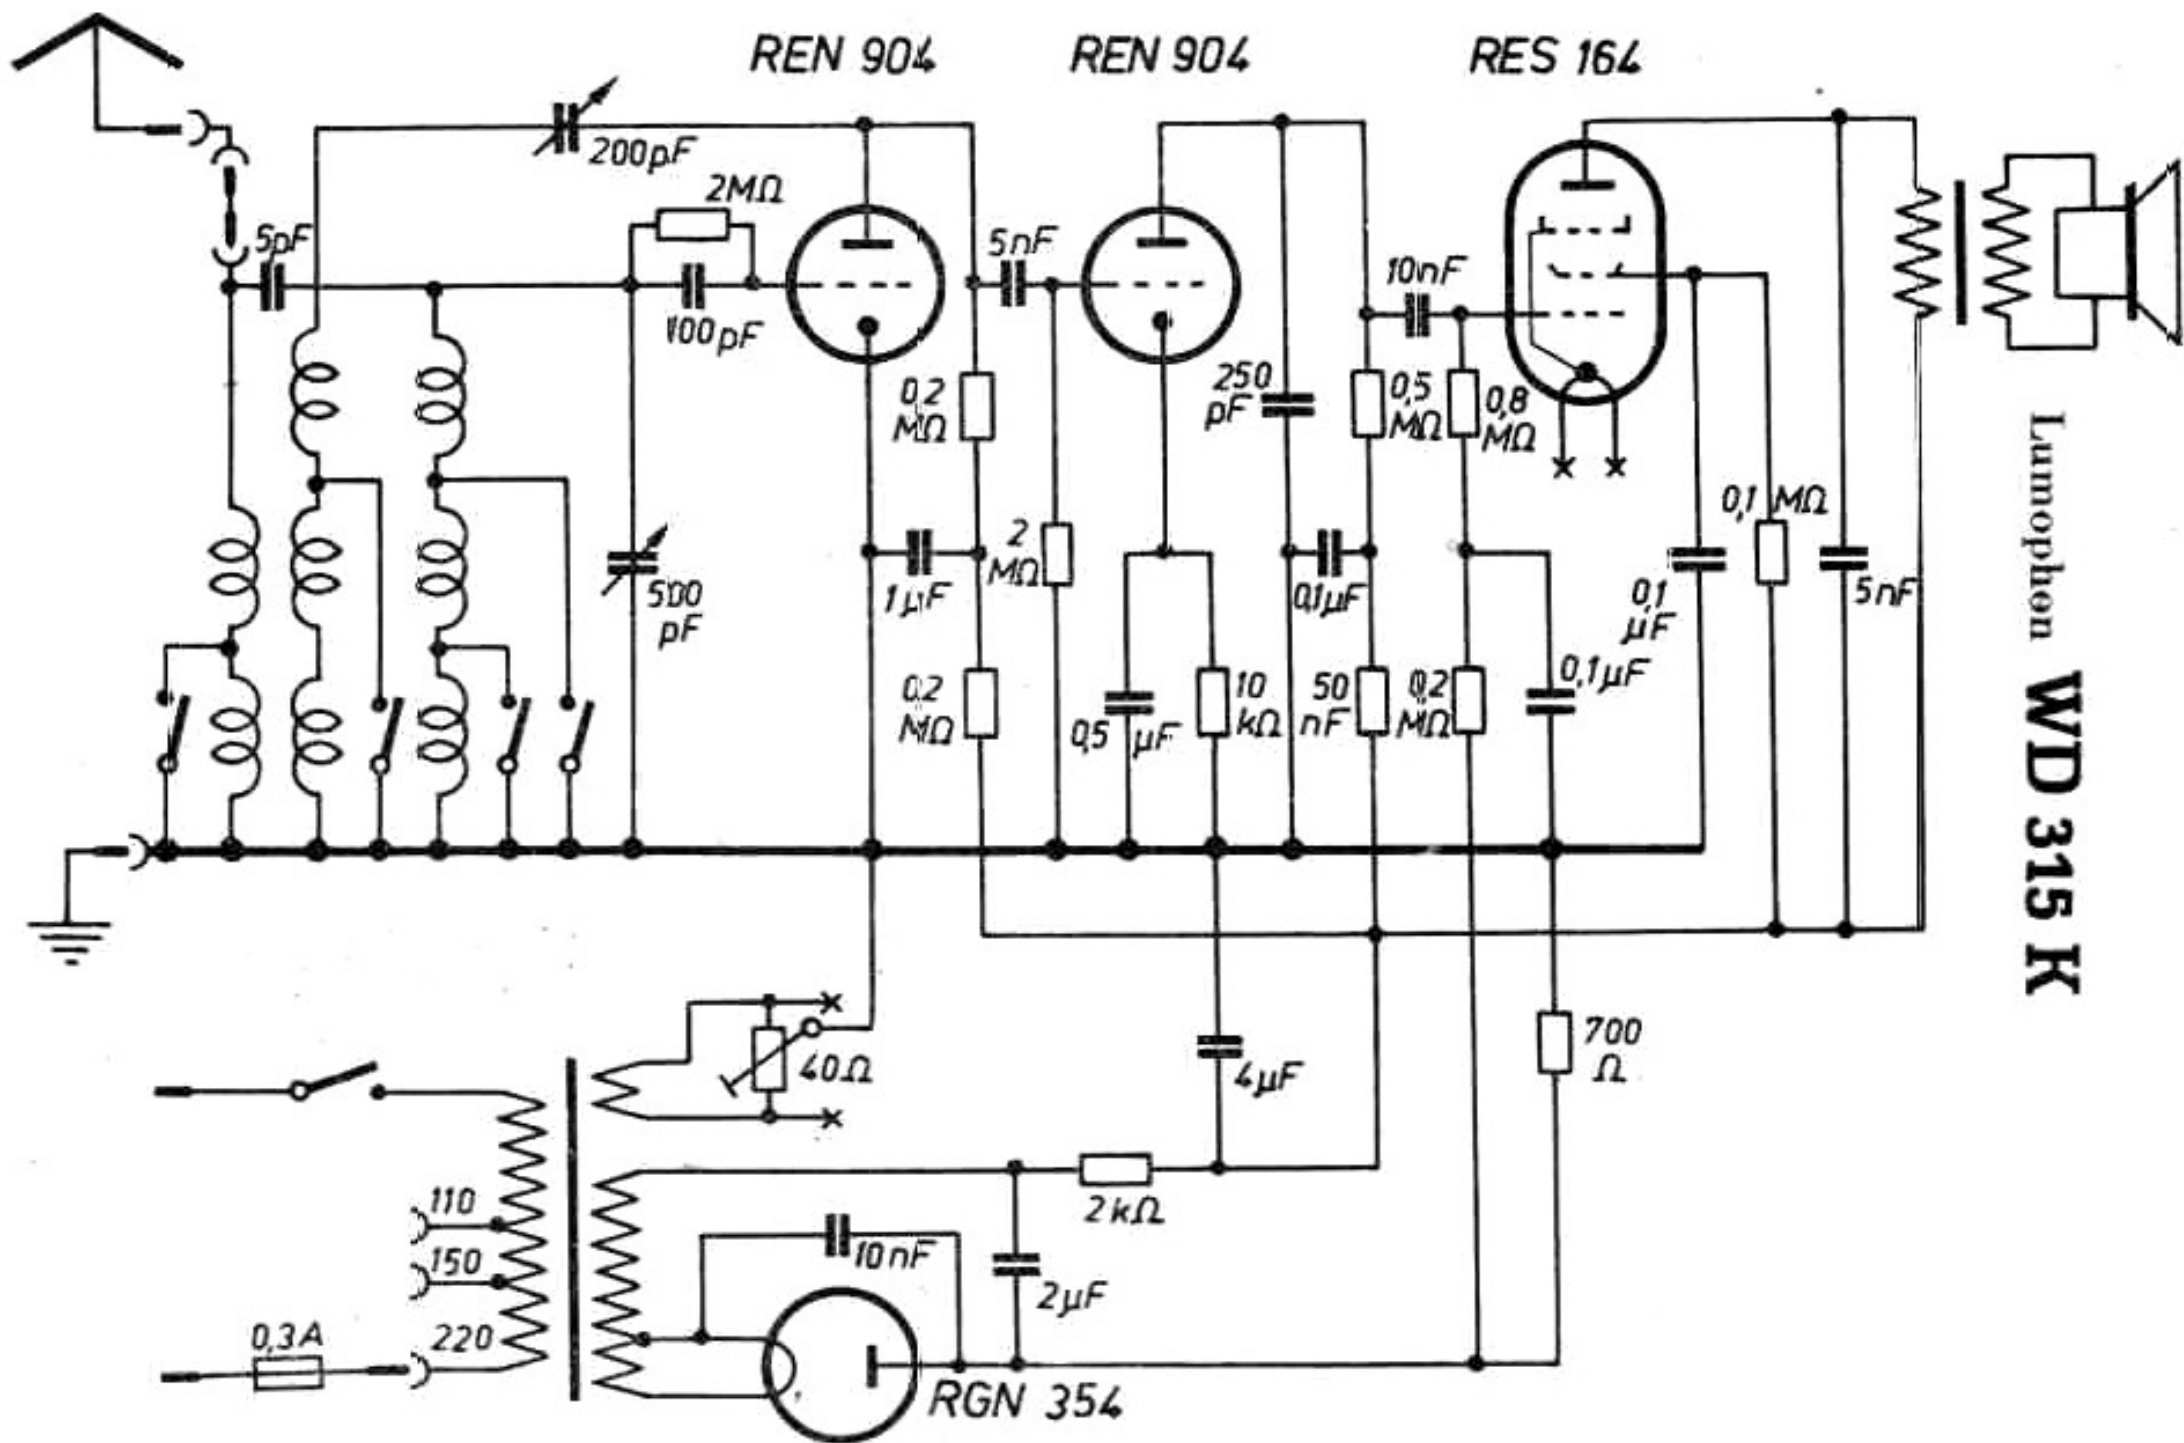 REN 904
REN 904
RES 164
200pF
2MΩ
5pF
100pF
5nF
10nF
0.2
MΩ
250
pF
0,5
MΩ
0,8
MΩ
0,1 MΩ
500
pF
1µF
2
MΩ
0,1µF
0,1
µF
5nF
0,1µF
0.2
MΩ
0,5 µF
10
kΩ
50
nF
0,2
MΩ
Lumophon WD 315 K
40Ω
4µF
700
Ω
2kΩ
110
150
220
0,3A
10nF
2µF
RGN 354